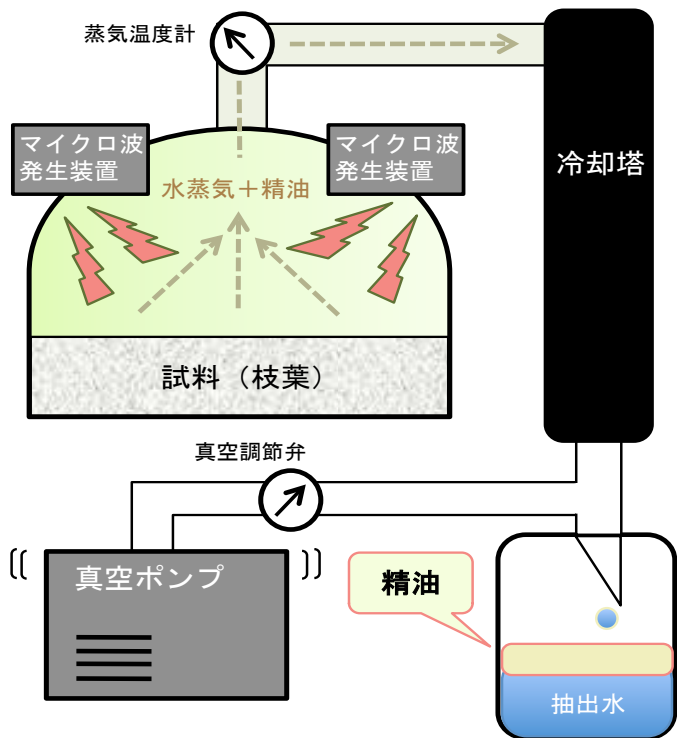 蒸気温度計
マイクロ波
発生装置
マイクロ波
発生装置
水蒸気＋精油
冷却塔
試料（枝葉）
真空調節弁
真空ポンプ
精油
抽出水